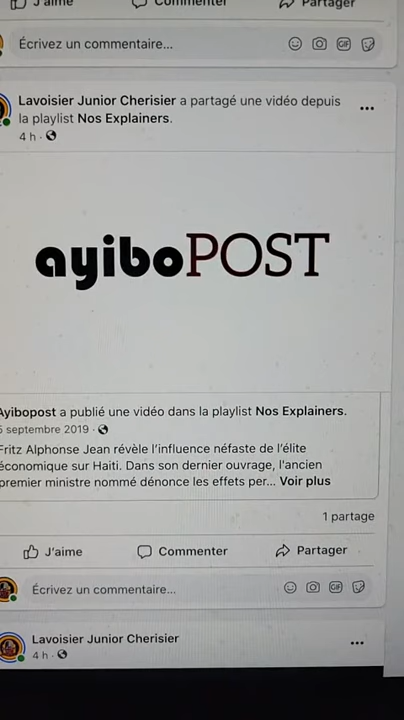 J'aime
Commenter
Partager
Écrivez un commentaire...
GIF
Lavoisier Junior Cherisier a partagé une vidéo depuis
la playlist Nos Explainers.
4 h ·
ayiboPOST
Ayibopost a publié une vidéo dans la playlist Nos Explainers.
septembre 2019 ·
Fritz Alphonse Jean révèle l'influence néfaste de l'élite
économique sur Haiti. Dans son dernier ouvrage, l'ancien
premier ministre nommé dénonce les effets per... Voir plus
1 partage
J'aime
Commenter
Partager
Écrivez un commentaire...
GIF
Lavoisier Junior Cherisier
4 h ·